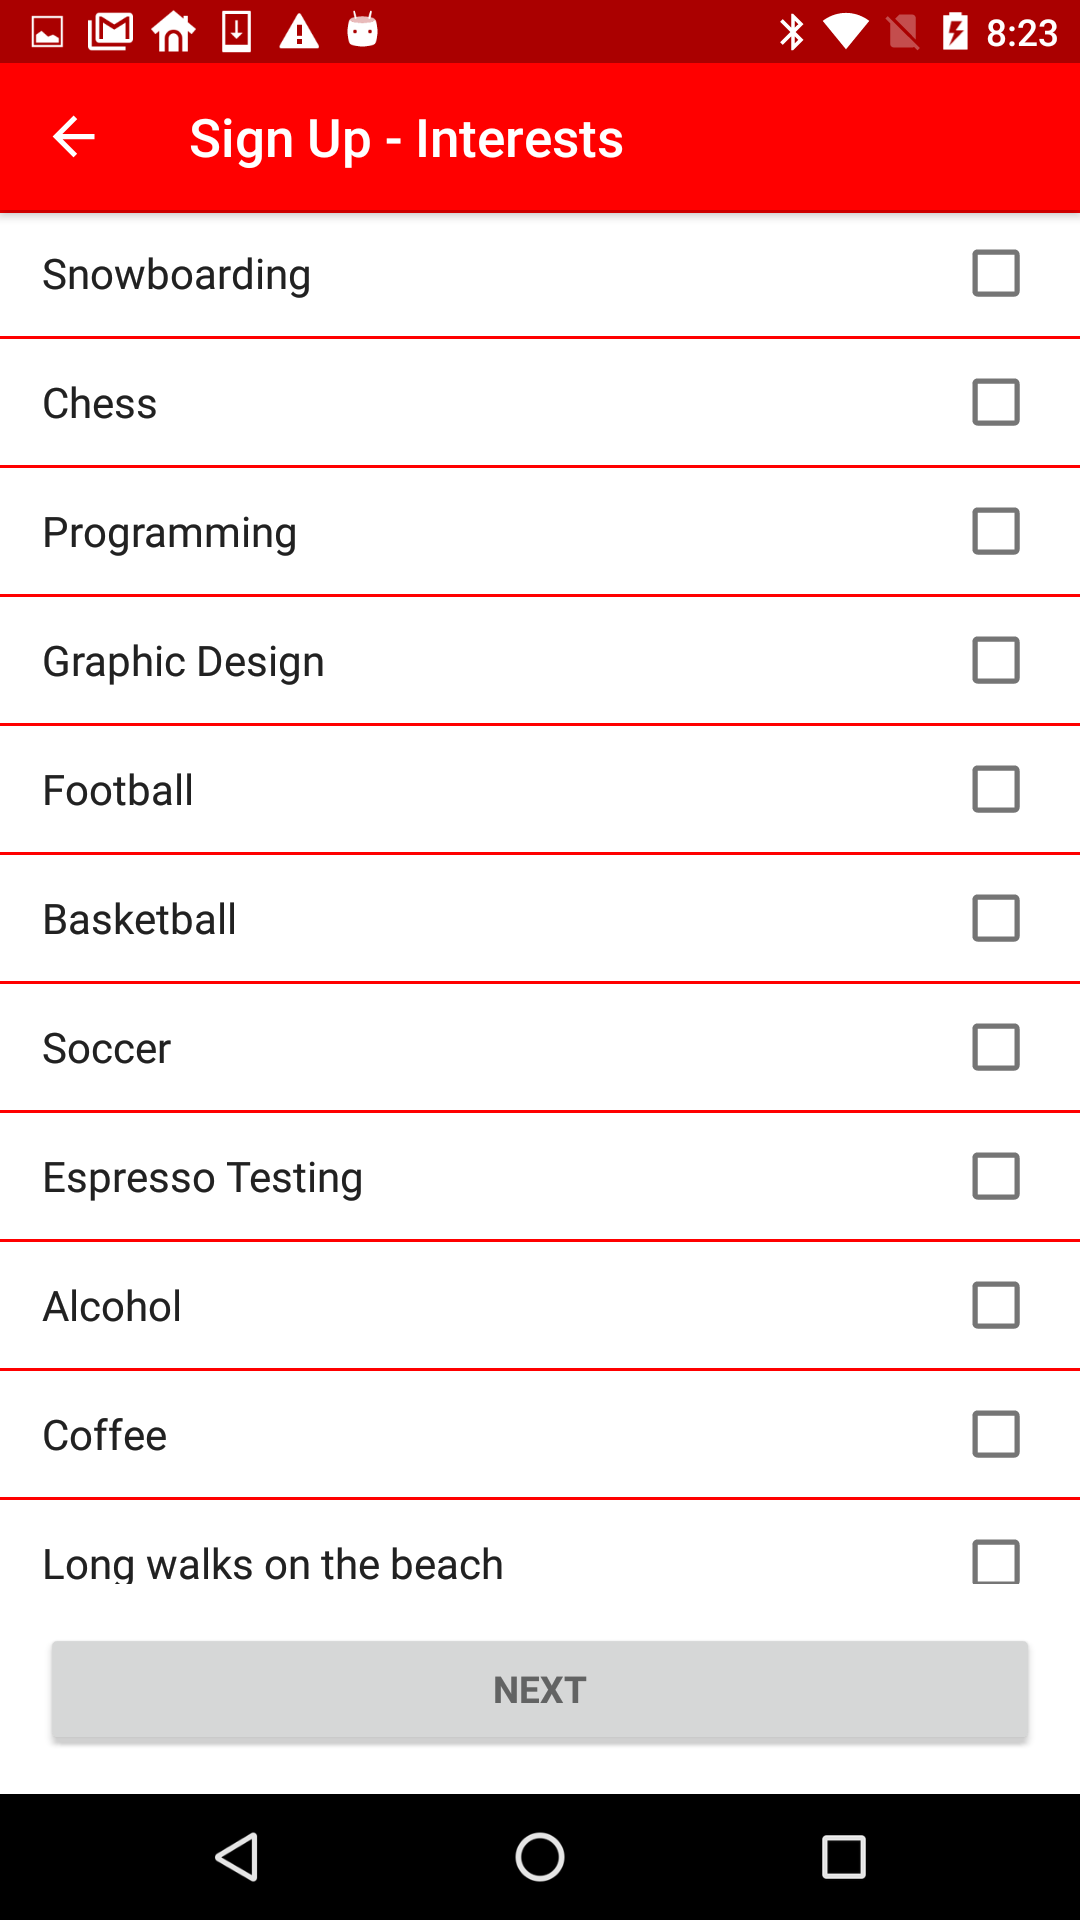 8:23
Sign Up - Interests
Snowboarding
Chess
Programming
Graphic Design
Football
Basketball
Soccer
Espresso Testing
Alcohol
Coffee
Long walks on the beach
NEXT